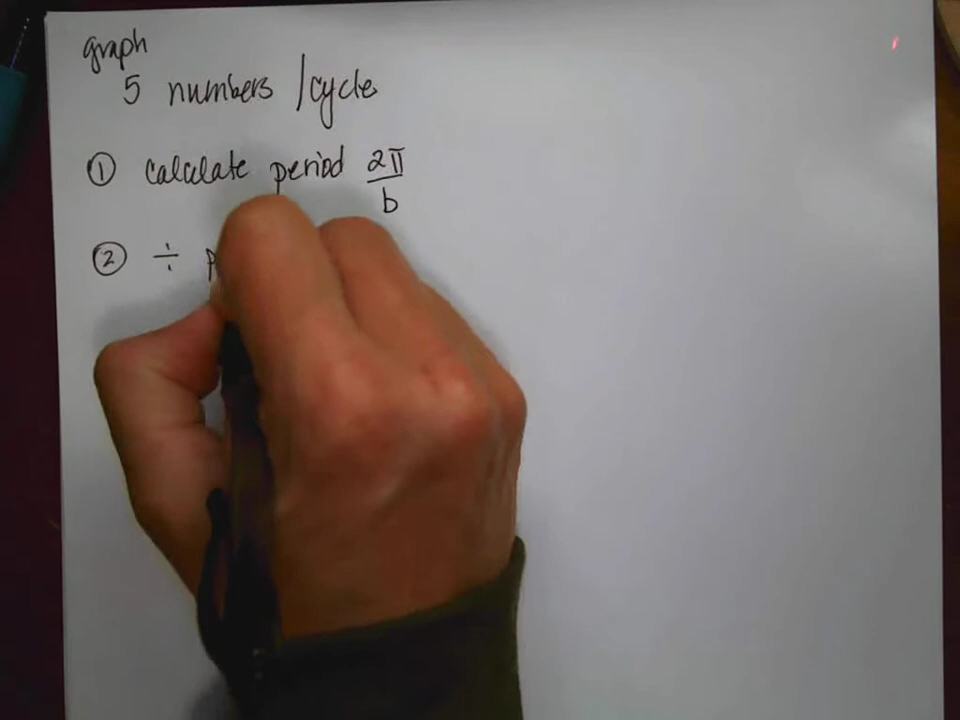 graph
5 numbers /cycle
① calculate period 2π/b
② ÷ p